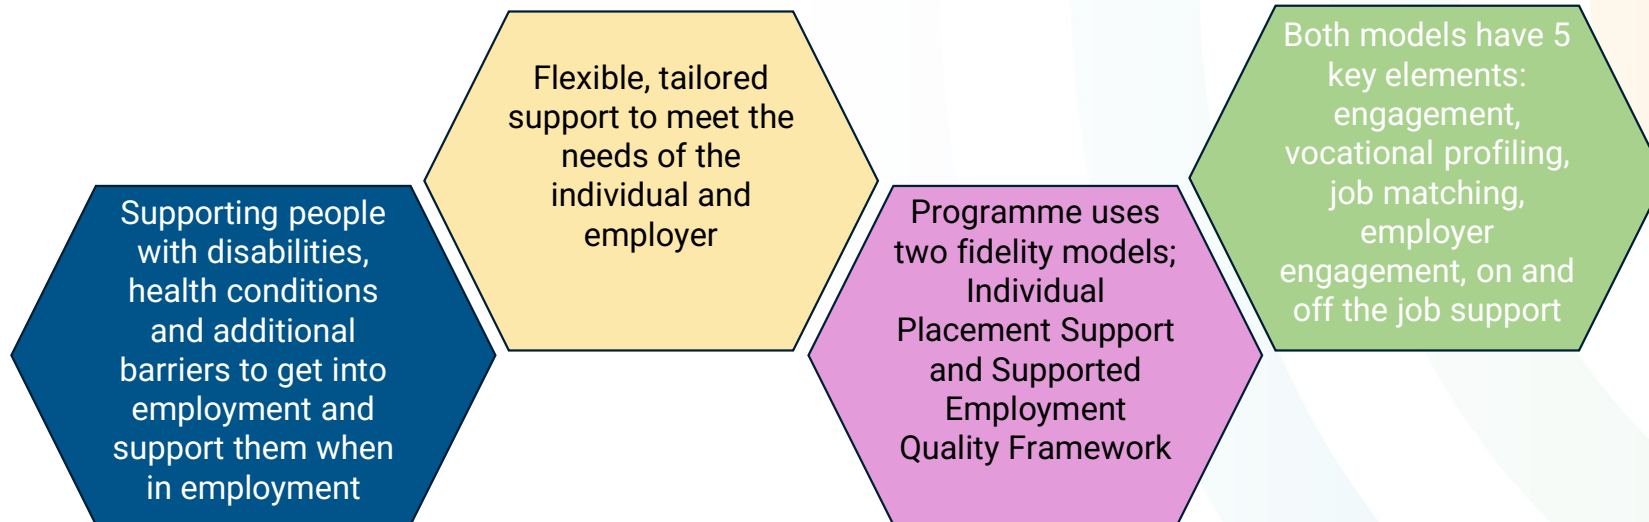 Supporting people
with disabilities,
health conditions
and additional
barriers to get into
employment and
support them when
in employment
Flexible, tailored
support to meet the
needs of the
individual and
employer
Programme uses
two fidelity models;
Individual
Placement Support
and Supported
Employment
Quality Framework
Both models have 5
key elements:
engagement,
vocational profiling,
job matching,
employer
engagement, on and
off the job support